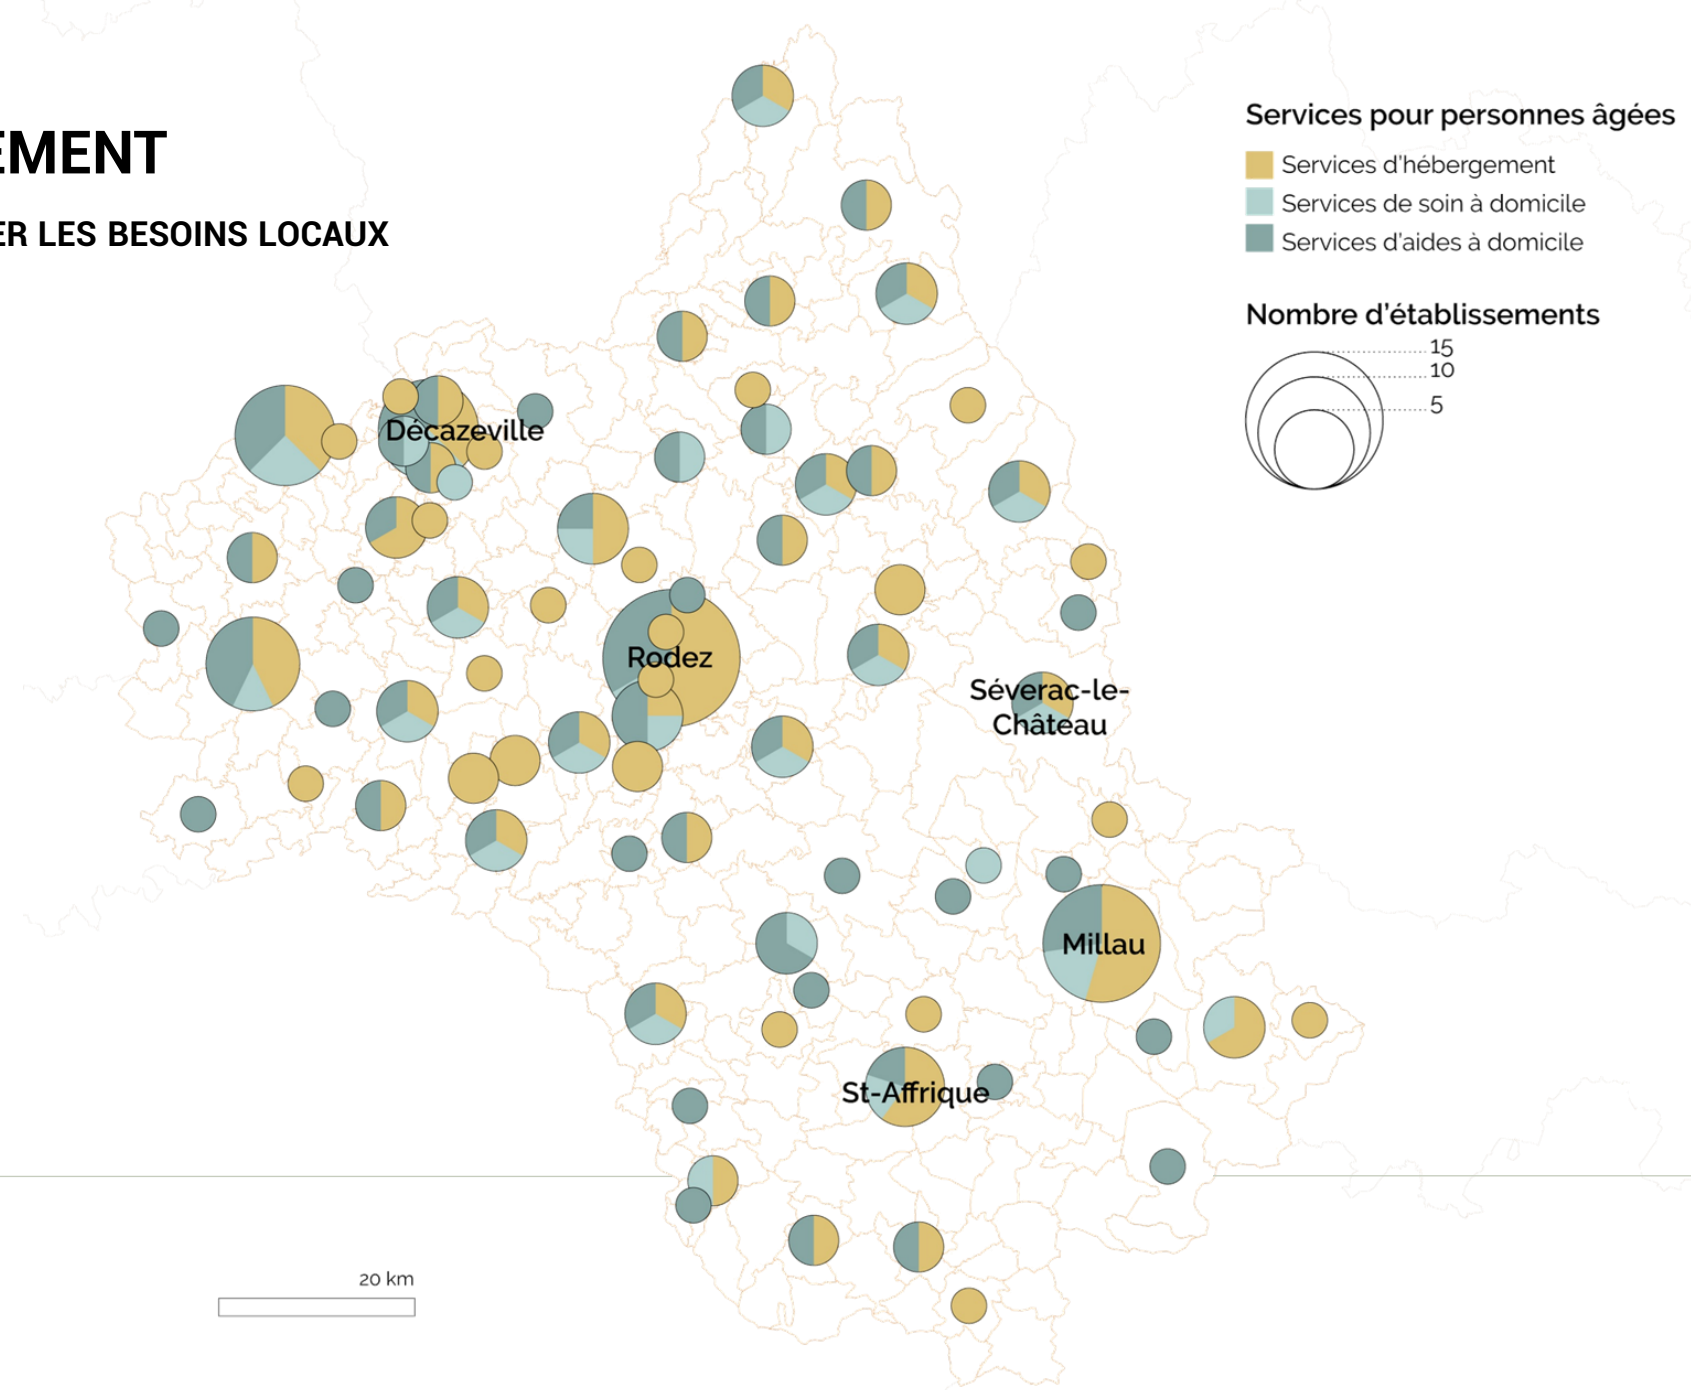 EMENT
ER LES BESOINS LOCAUX
Services pour personnes âgées
Services d'hébergement
Services de soin à domicile
Services d'aides à domicile
Nombre d'établissements
15
10
5
Décazeville
Rodez
Séverac-le-
Château
Millau
St-Affrique
20 km